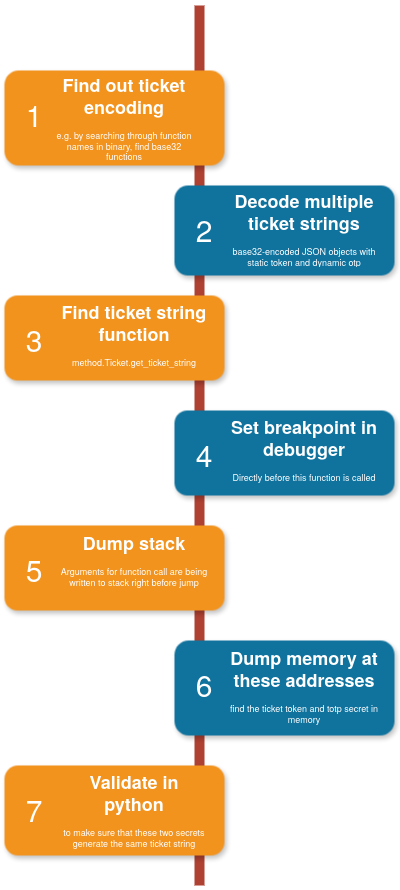 Find out ticket
encoding
1
e.g. by searching through function
names in binary, find base32
functions
Decode multiple
ticket strings
2
base32-encoded JSON objects with
static token and dynamic otp
Find ticket string
function
3
method.Ticket.get_ticket_string
Set breakpoint in
debugger
4
Directly before this function is called
Dump stack
5
Arguments for function call are being
written to stack right before jump
Dump memory at
these addresses
6
find the ticket token and totp secret in
memory
Validate in
python
7
to make sure that these two secrets
generate the same ticket string